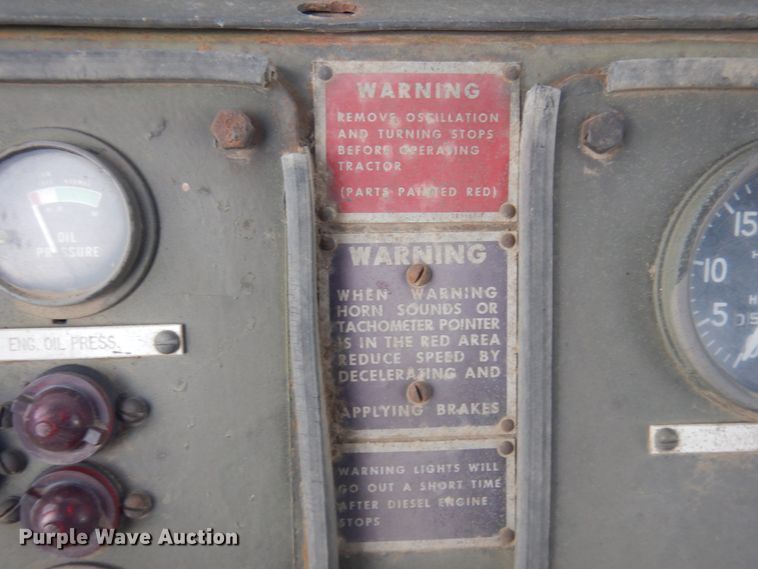 WARNING
REMOVE OSCILLATION
AND TURNING STOPS
BEFORE OPERATING
TRACTOR
(PARTS PAINTED RED)
WARNING
WHEN WARNING
HORN SOUNDS OR
TACHOMETER POINTER
IS IN THE RED AREA
REDUCE SPEED BY
DECELERATING AND
APPLYING BRAKES
WARNING LIGHTS WILL
GO OUT A SHORT TIME
AFTER DIESEL ENGINE
STOPS
OIL
PRESSURE
ENG. OIL PRESS.
15
10
5
Purple Wave Auction